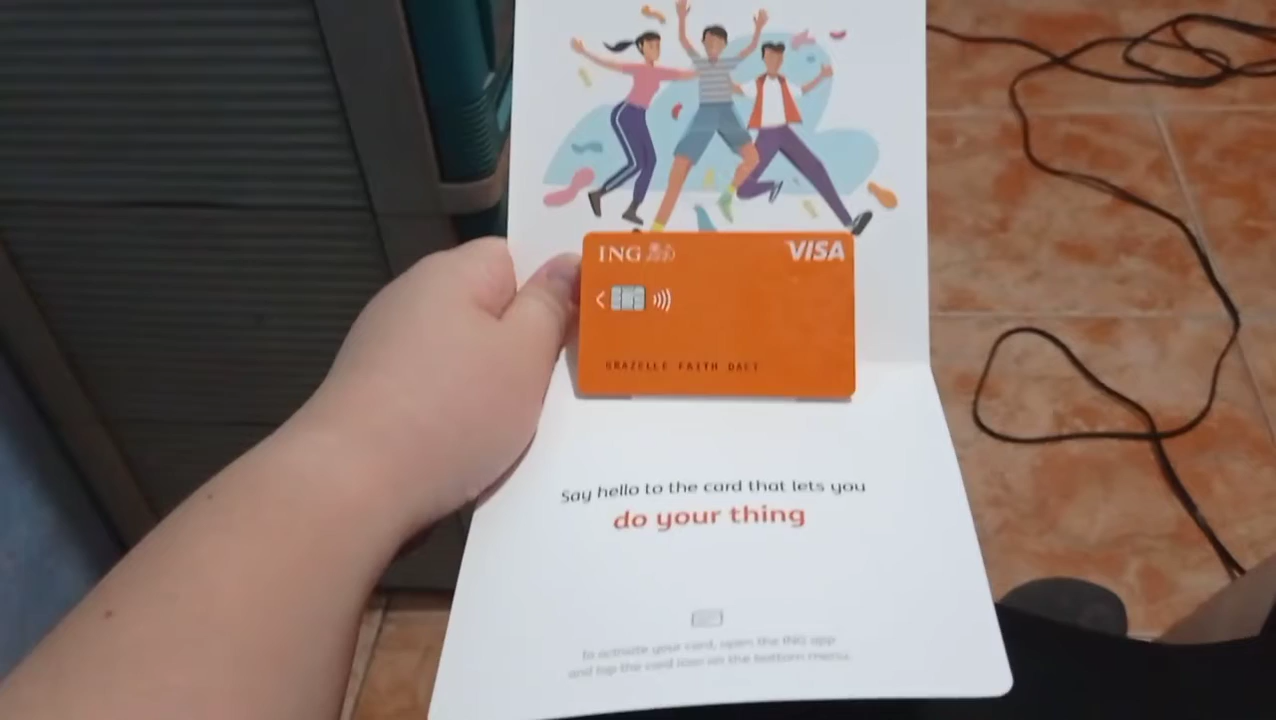 ING
VISA
FAITH
Say hello to the card that lets you
do your thing
To activate your card, open the ING app
and tap the card icon on the bottom menu.